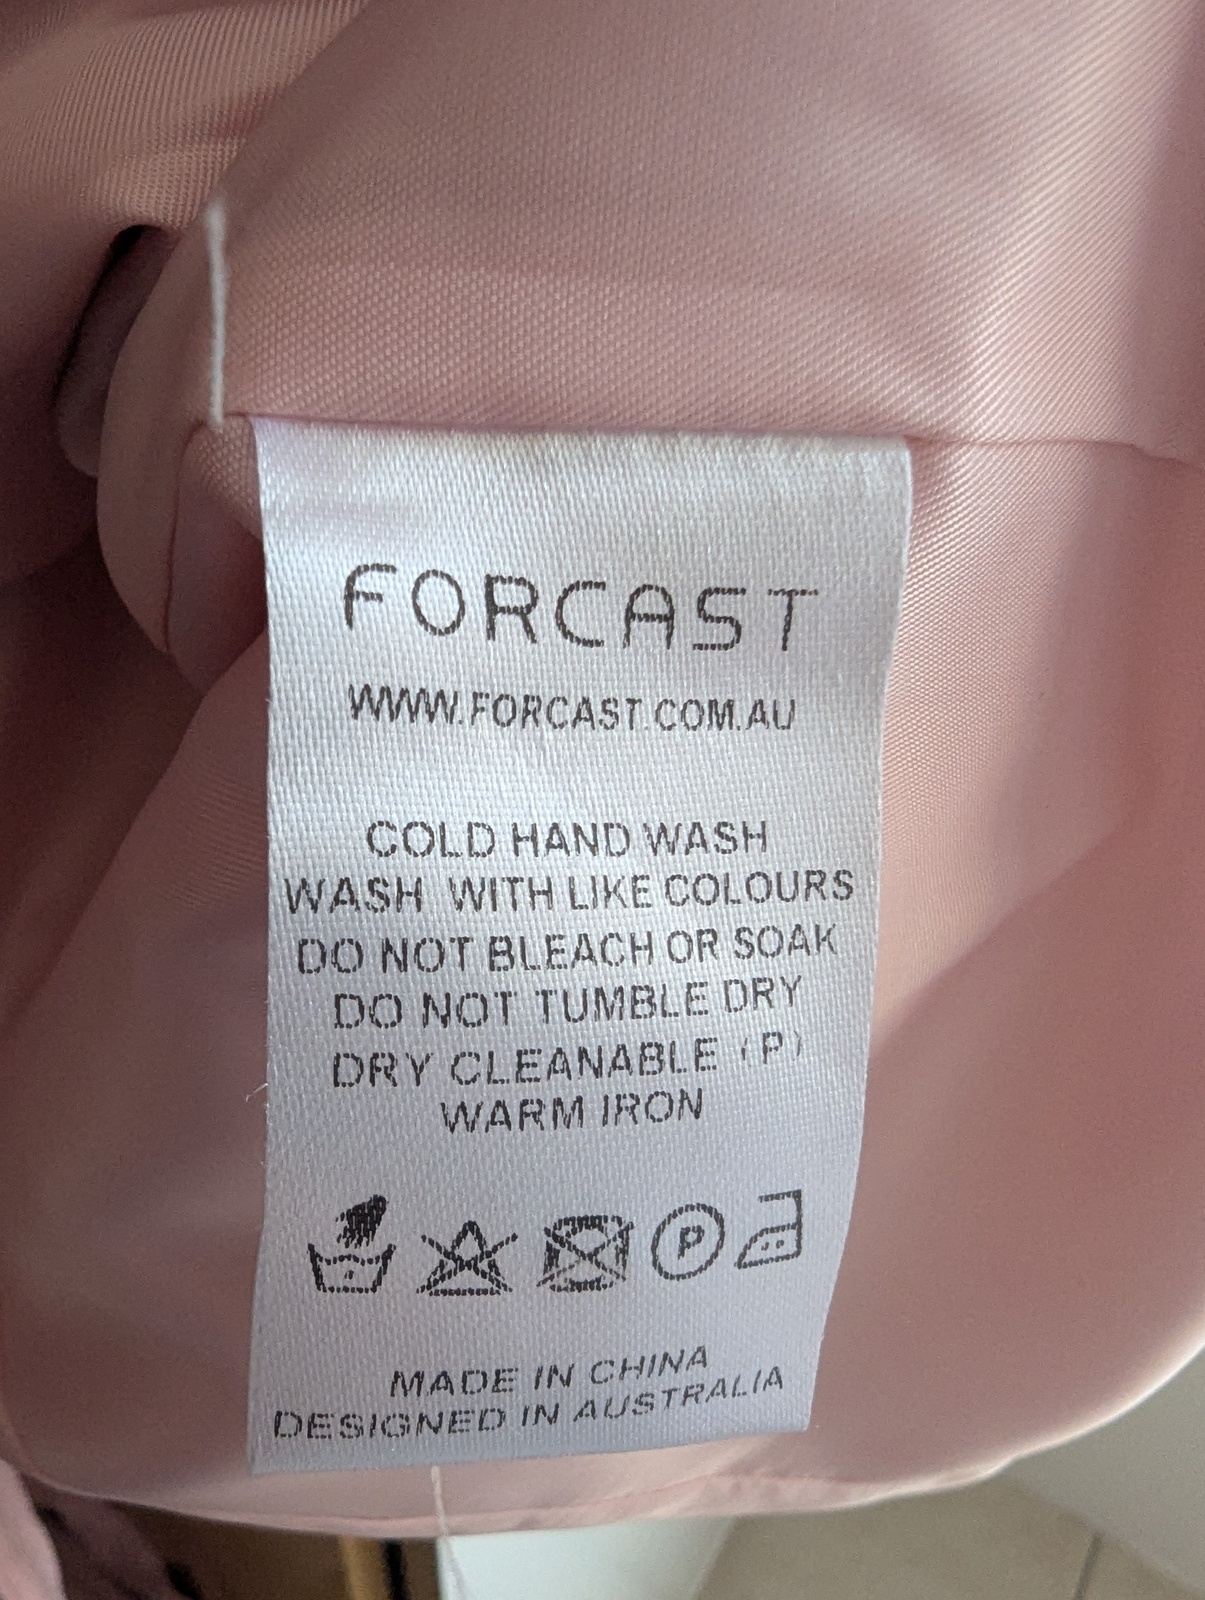 FORCAST
WWW.FORCAST.COM.AU
COLD HAND WASH
WASH WITH LIKE COLOURS
DO NOT BLEACH OR SOAK
DO NOT TUMBLE DRY
DRY CLEANABLE (P)
WARM IRON
P
MADE IN CHINA
DESIGNED IN AUSTRALIA